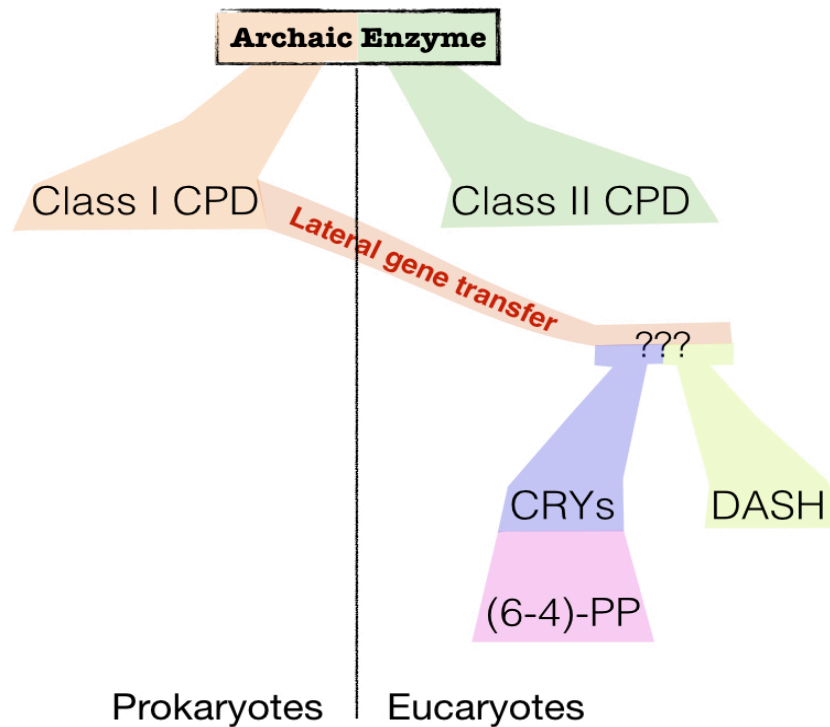 Archaic Enzyme
Class I CPD
Class II CPD
Lateral gene transfer
???
CRYs
DASH
(6-4)-PP
Prokaryotes
Eucaryotes